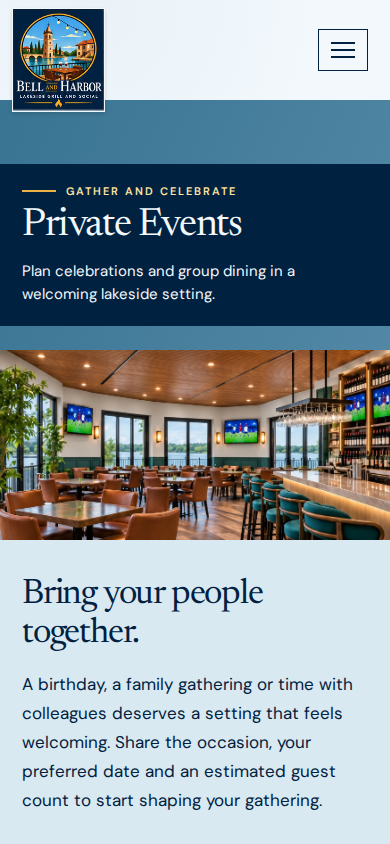 BELL AND HARBOR
LAKESIDE GRILL AND SOCIAL
GATHER AND CELEBRATE
Private Events
Plan celebrations and group dining in a
welcoming lakeside setting.
Bring your people
together.
A birthday, a family gathering or time with
colleagues deserves a setting that feels
welcoming. Share the occasion, your
preferred date and an estimated guest
count to start shaping your gathering.